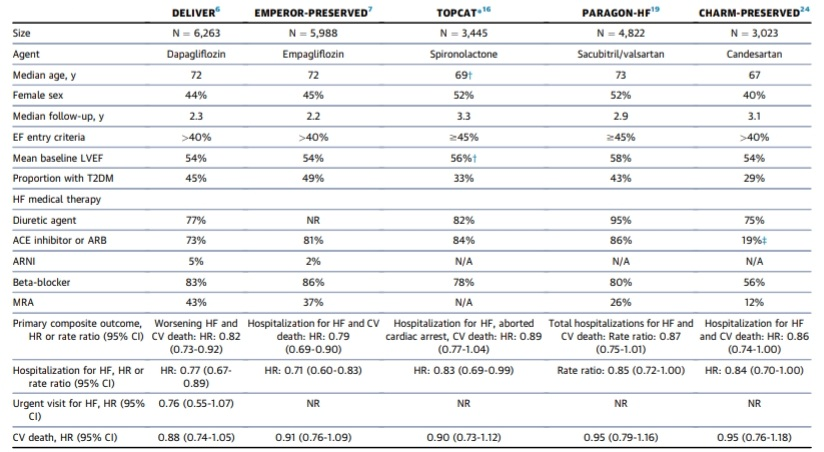 DELIVER⁶ EMPEROR-PRESERVED⁷ TOPCAT*¹⁶ PARAGON-HF¹⁹ CHARM-PRESERVED²⁴
Size N = 6,263 N = 5,988 N = 3,445 N = 4,822 N = 3,023
Agent Dapagliflozin Empagliflozin Spironolactone Sacubitril/valsartan Candesartan
Median age, y 72 72 69† 73 67
Female sex 44% 45% 52% 52% 40%
Median follow-up, y 2.3 2.2 3.3 2.9 3.1
EF entry criteria >40% >40% ≥45% ≥45% >40%
Mean baseline LVEF 54% 54% 56%† 58% 54%
Proportion with T2DM 45% 49% 33% 43% 29%
HF medical therapy
Diuretic agent 77% NR 82% 95% 75%
ACE inhibitor or ARB 73% 81% 84% 86% 19%‡
ARNI 5% 2% N/A N/A N/A
Beta-blocker 83% 86% 78% 80% 56%
MRA 43% 37% N/A 26% 12%
Primary composite outcome, Worsening HF and Hospitalization for HF and CV Hospitalization for HF, aborted Total hospitalizations for HF and Hospitalization for HF
HR or rate ratio (95% CI) CV death: HR: 0.82 death: HR: 0.79 cardiac arrest, CV death: HR: 0.89 CV death: Rate ratio: 0.87 and CV death: HR: 0.86
(0.73-0.92) (0.69-0.90) (0.77-1.04) (0.75-1.01) (0.74-1.00)
Hospitalization for HF, HR or HR: 0.77 (0.67- HR: 0.71 (0.60-0.83) HR: 0.83 (0.69-0.99) Rate ratio: 0.85 (0.72-1.00) HR: 0.84 (0.70-1.00)
rate ratio (95% CI) 0.89)
Urgent visit for HF, HR (95% 0.76 (0.55-1.07) NR NR NR NR
CI)
CV death, HR (95% CI) 0.88 (0.74-1.05) 0.91 (0.76-1.09) 0.90 (0.73-1.12) 0.95 (0.79-1.16) 0.95 (0.76-1.18)